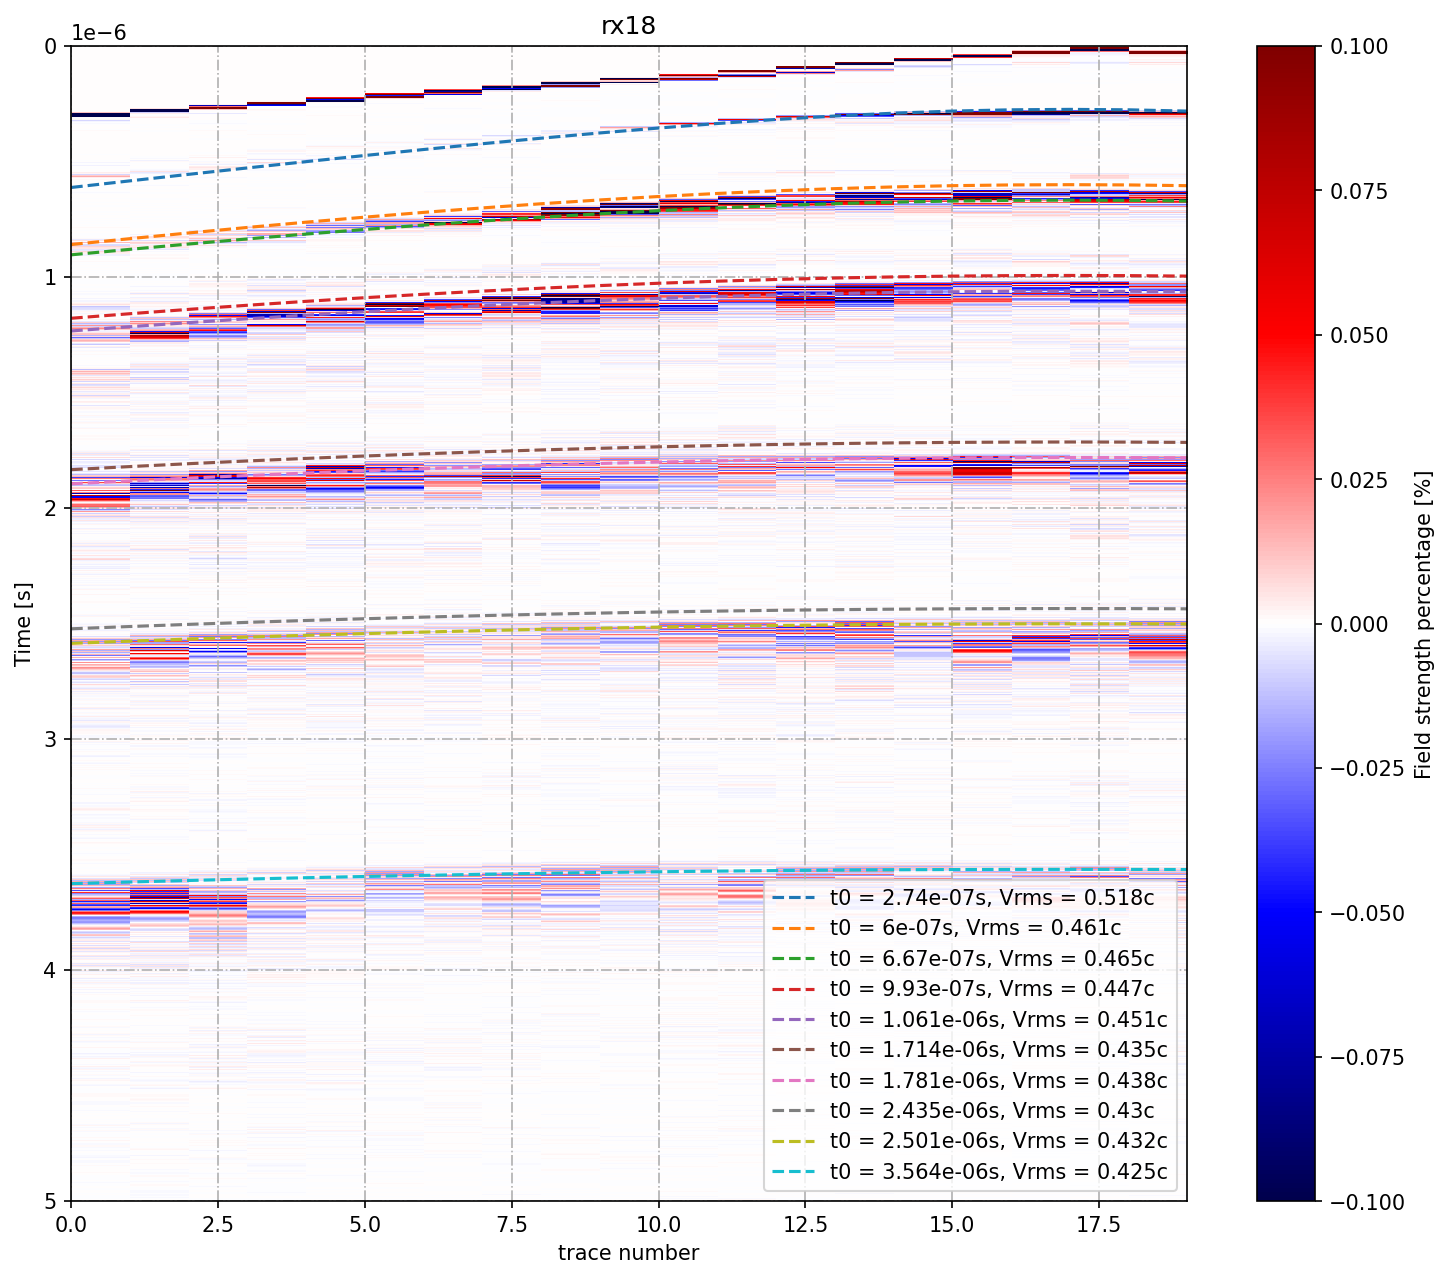 rx18
1e−6
0
1
2
3
4
5
Time [s]
0.0
2.5
5.0
7.5
10.0
12.5
15.0
17.5
trace number
t0 = 2.74e-07s, Vrms = 0.518c
t0 = 6e-07s, Vrms = 0.461c
t0 = 6.67e-07s, Vrms = 0.465c
t0 = 9.93e-07s, Vrms = 0.447c
t0 = 1.061e-06s, Vrms = 0.451c
t0 = 1.714e-06s, Vrms = 0.435c
t0 = 1.781e-06s, Vrms = 0.438c
t0 = 2.435e-06s, Vrms = 0.43c
t0 = 2.501e-06s, Vrms = 0.432c
t0 = 3.564e-06s, Vrms = 0.425c
0.100
0.075
0.050
0.025
0.000
−0.025
−0.050
−0.075
−0.100
Field strength percentage [%]